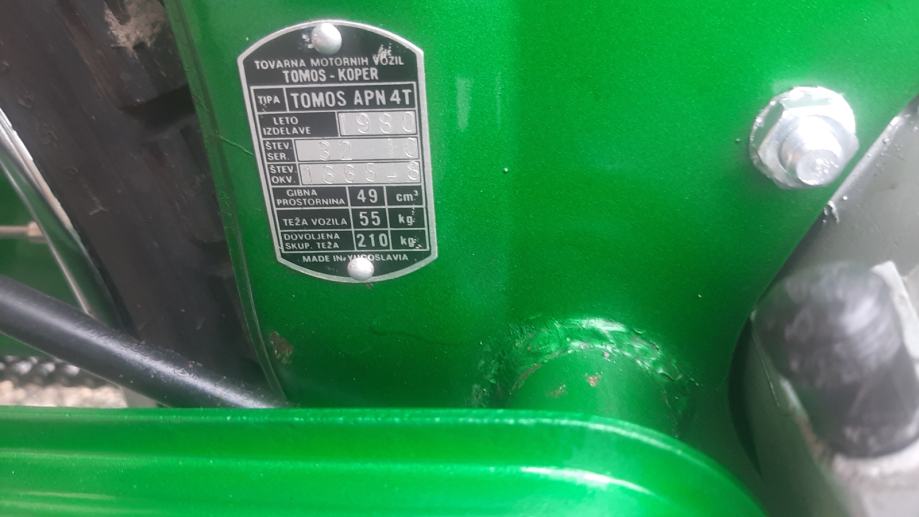 TOVARNA MOTORNIH VOZIL
TOMOS - KOPER
TIPA TOMOS APN 4T
LETO IZDELAVE 980
ŠTEV. SER.
ŠTEV. OKV.
GIBNA PROSTORNINA 49 cm³
TEŽA VOZILA 55 kg
DOVOLJENA SKUP. TEŽA 210 kg
MADE IN YUGOSLAVIA